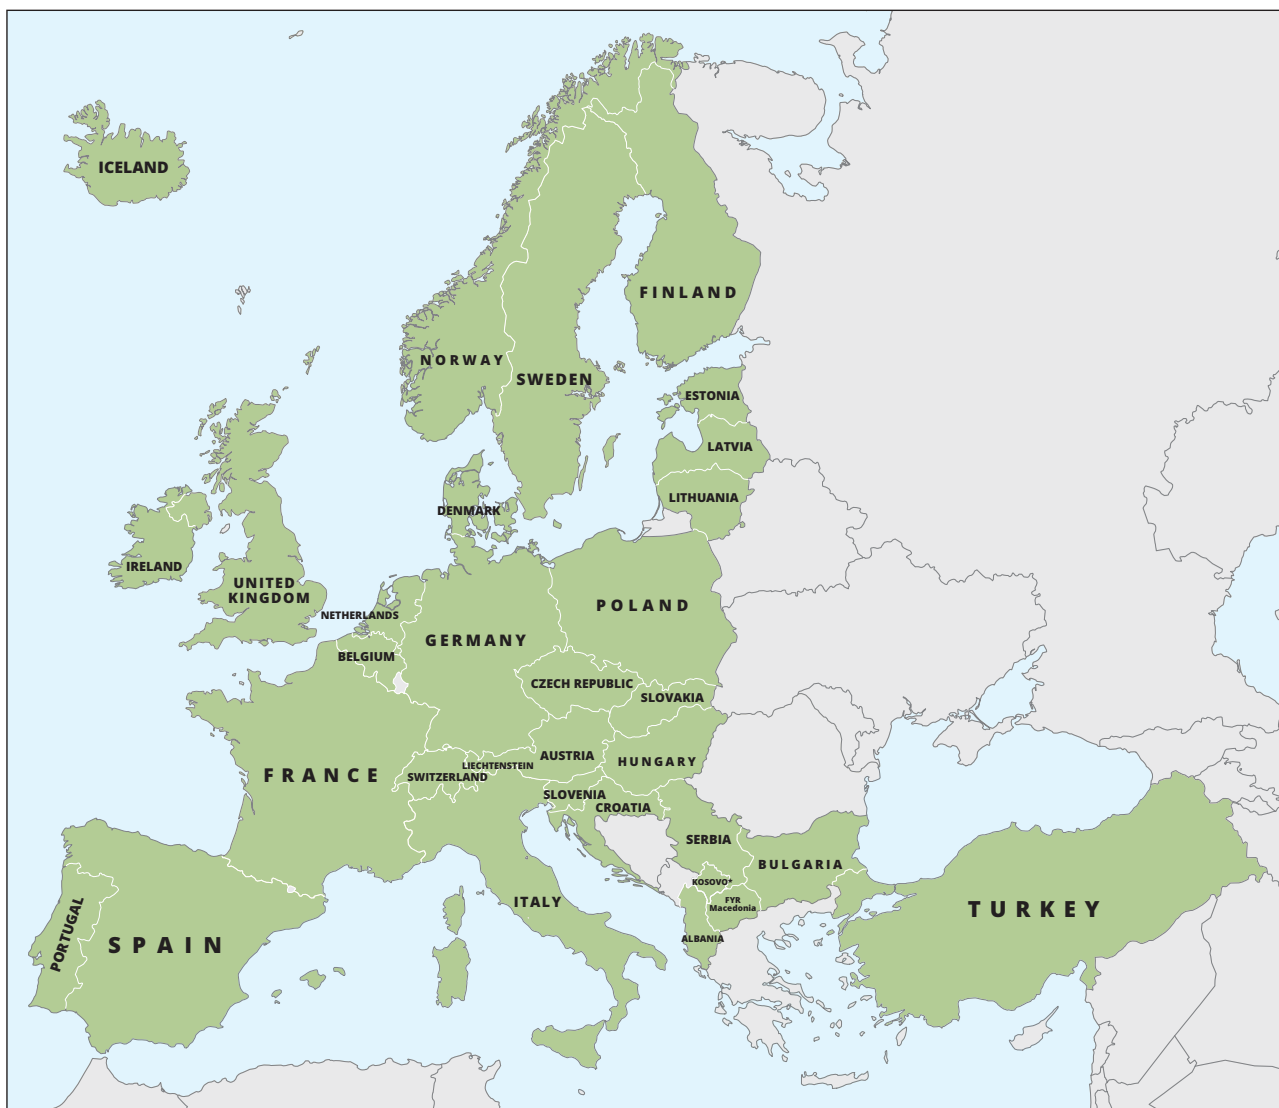 ICELAND
FINLAND
NORWAY
SWEDEN
ESTONIA
LATVIA
LITHUANIA
DENMARK
IRELAND
UNITED
KINGDOM
NETHERLANDS
POLAND
GERMANY
BELGIUM
CZECH REPUBLIC
SLOVAKIA
AUSTRIA
HUNGARY
LIECHTENSTEIN
SWITZERLAND
FRANCE
SLOVENIA
CROATIA
SERBIA
BULGARIA
KOSOVO*
FYR
Macedonia
ITALY
TURKEY
PORTUGAL
SPAIN
ALBANIA